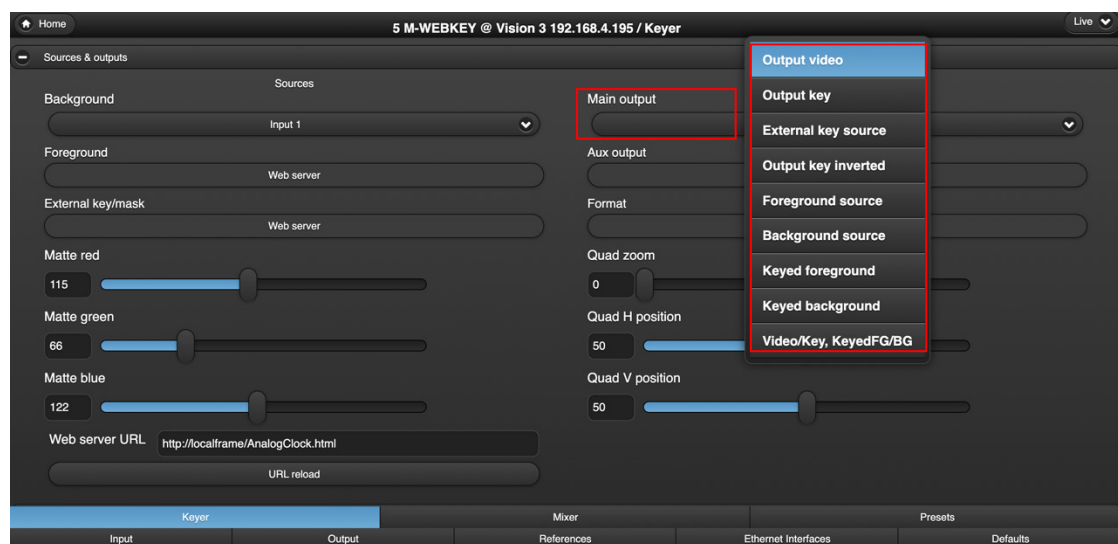 Home
5 M-WEBKEY @ Vision 3 192.168.4.195 / Keyer
Live
Sources & outputs
Sources
Background
Input 1
Foreground
Web server
External key/mask
Web server
Matte red
115
Matte green
66
Matte blue
122
Web server URL
http://localframe/AnalogClock.html
URL reload
Main output
Aux output
Format
Quad zoom
0
Quad H position
50
Quad V position
50
Output video
Output key
External key source
Output key inverted
Foreground source
Background source
Keyed foreground
Keyed background
Video/Key, KeyedFG/BG
Keyer
Mixer
Presets
Input
Output
References
Ethernet Interfaces
Defaults